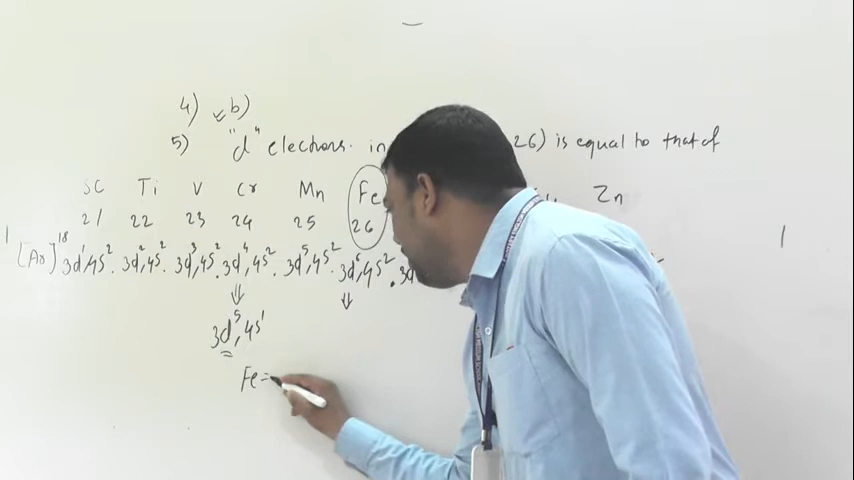 4) ✓ b)
5) "d" electrons. in 26) is equal to that of
SC Ti V Cr Mn Fe Zn
21 22 23 24 25 26
[Ar]¹⁸ 3d¹,4s². 3d²,4s². 3d³,4s². 3d⁴,4s². 3d⁵,4s². 3d⁶,4s². 3d
⇓ ⇓
3d⁵,4s¹
Fe =